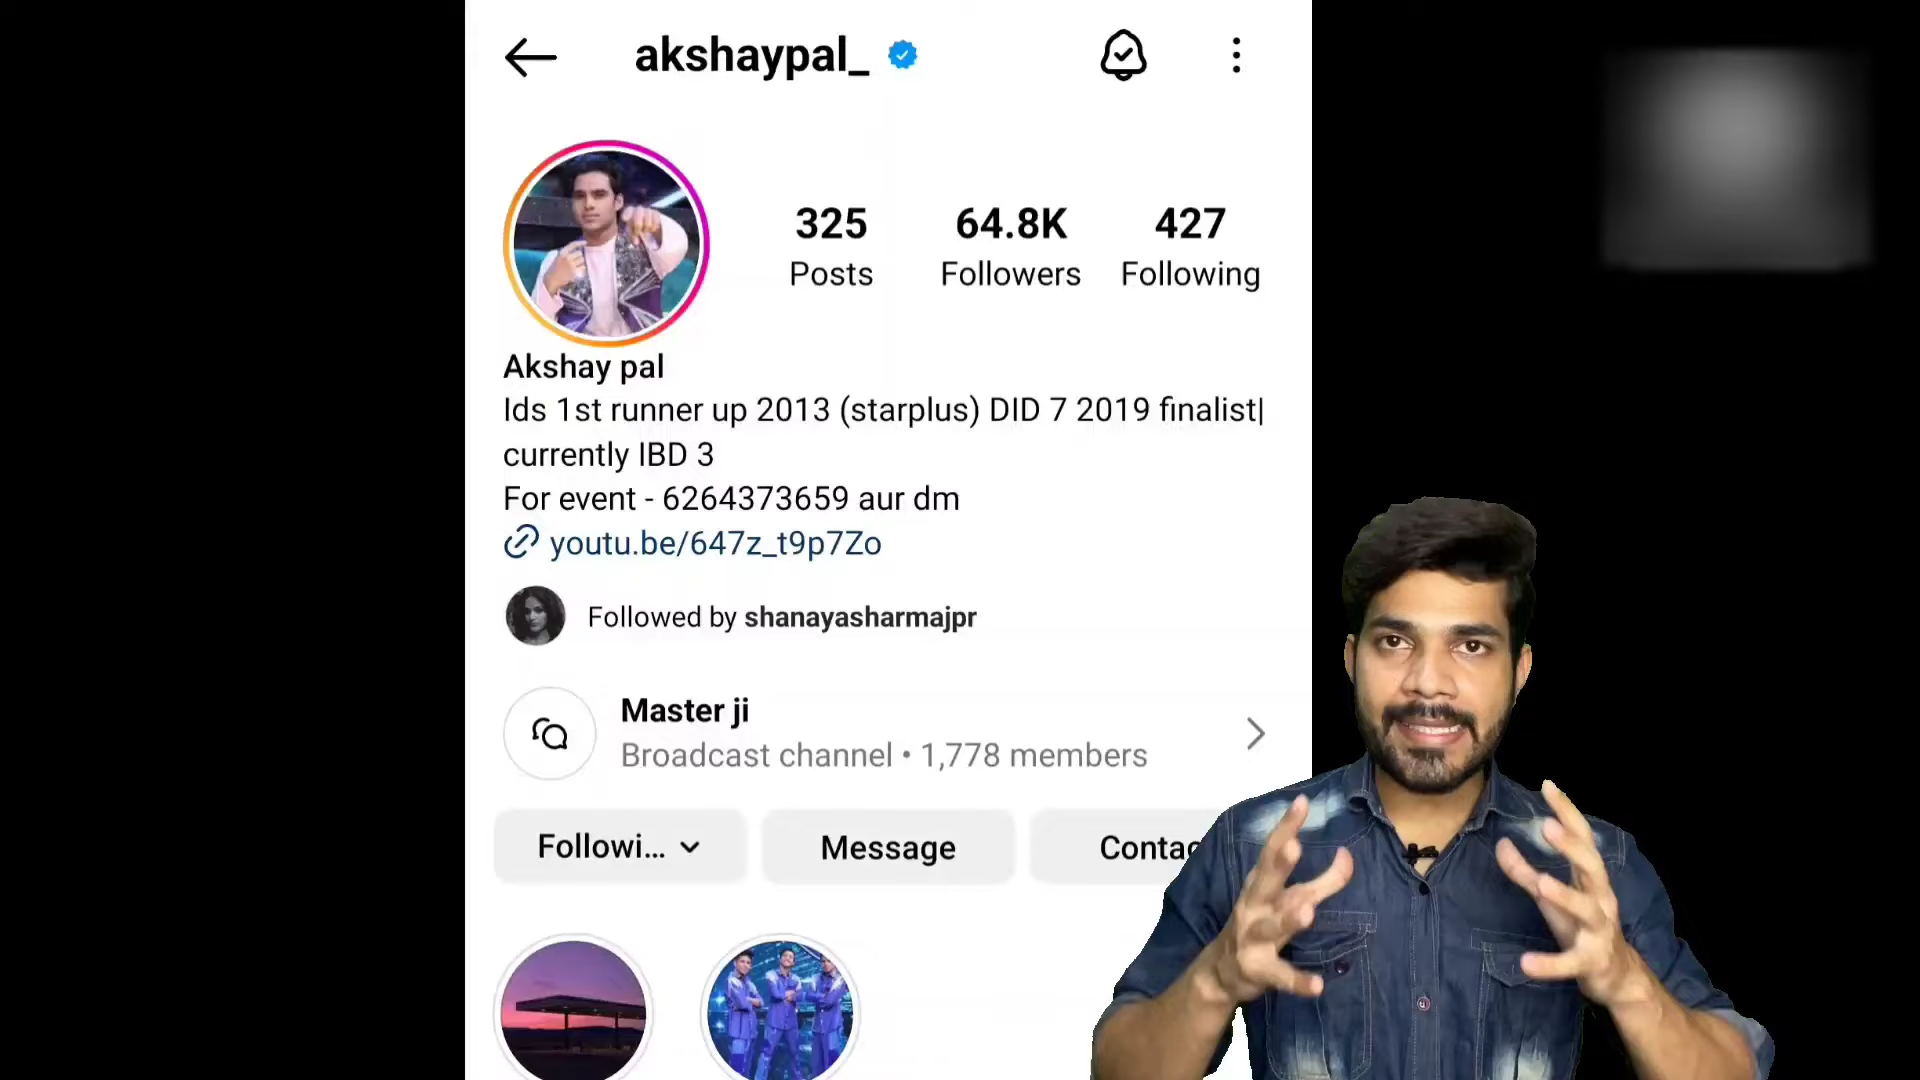 akshaypal_
325
64.8K
427
Posts
Followers
Following
Akshay pal
Ids 1st runner up 2013 (starplus) DID 7 2019 finalist|
currently IBD 3
For event - 6264373659 aur dm
youtu.be/647z_t9p7Zo
Followed by shanayasharmajpr
Master ji
Broadcast channel • 1,778 members
Followi...
Message
Contac